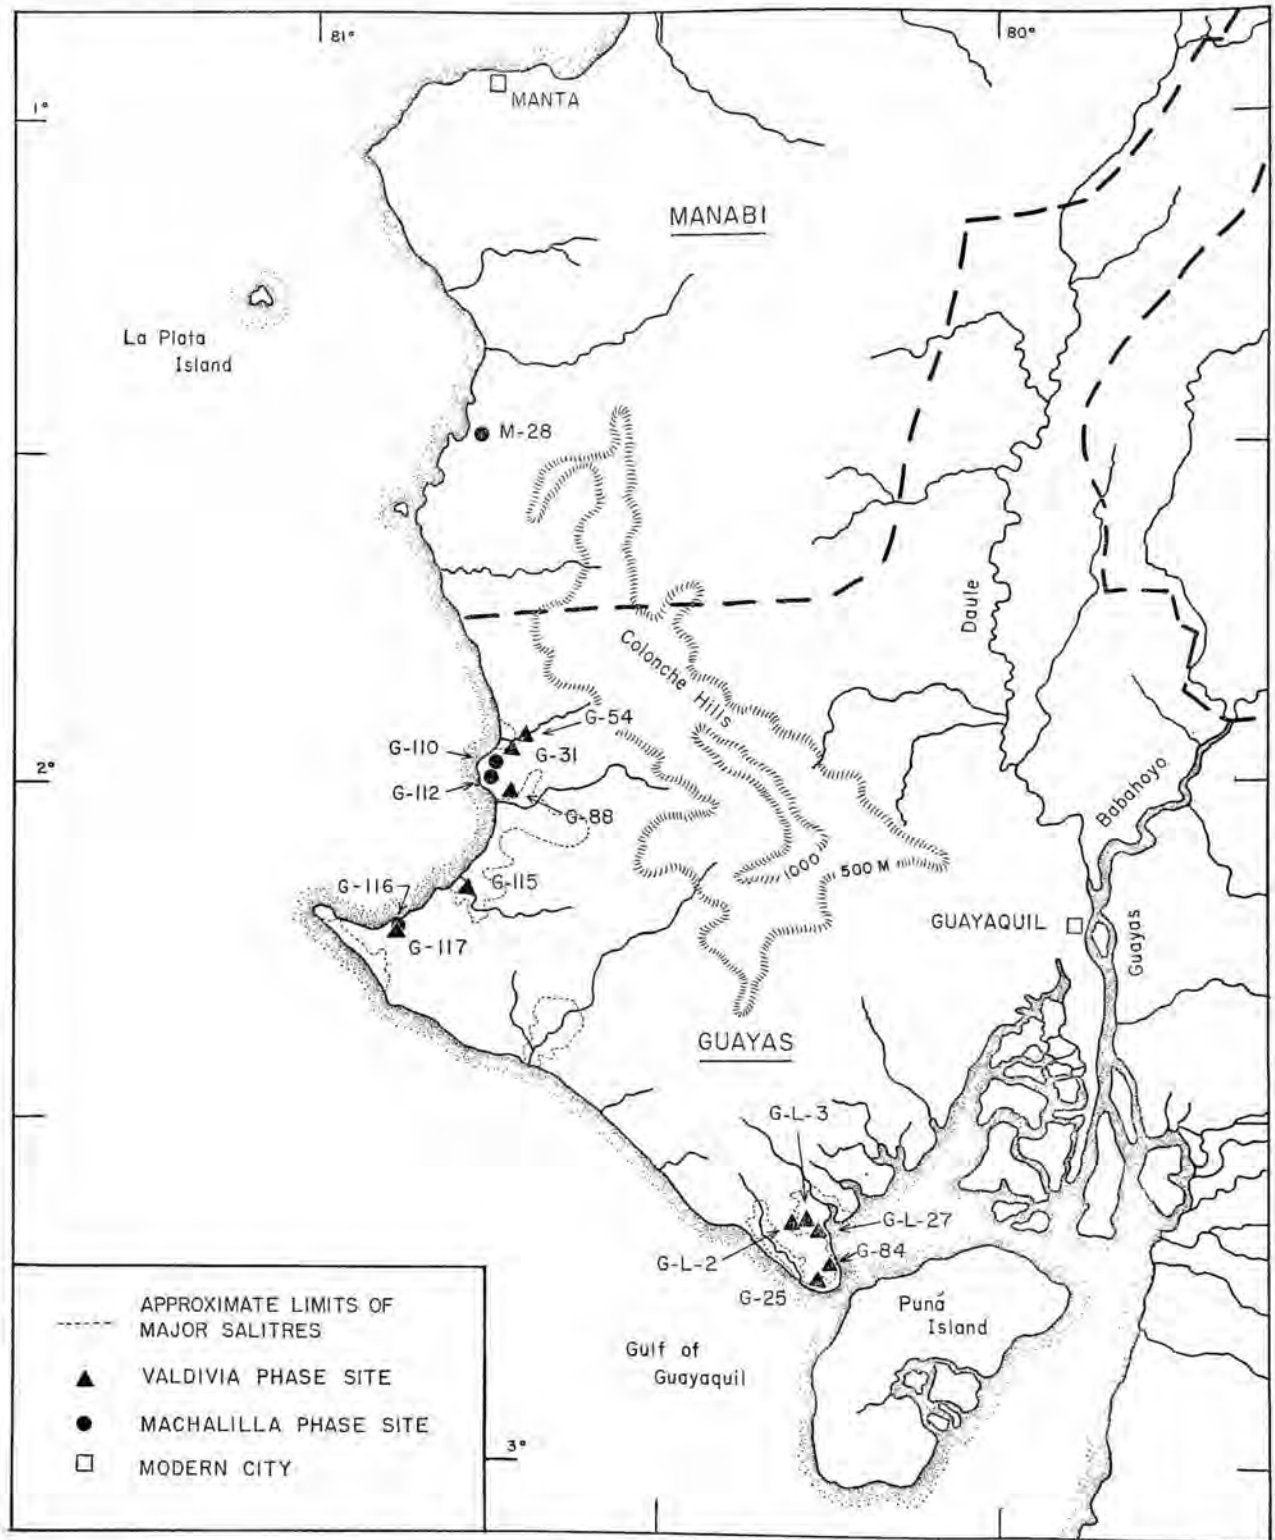 81°
80°
1°
MANTA
MANABI
La Plata
Island
M-28
Daule
Colonche Hills
G-54
G-110
G-31
2°
G-112
G-88
Babahoyo
1000
500 M
G-115
G-116
G-117
GUAYAQUIL
Guayas
GUAYAS
G-L-3
G-L-27
G-L-2
G-84
G-25
Puná
Island
Gulf of
Guayaquil
APPROXIMATE LIMITS OF
MAJOR SALITRES
VALDIVIA PHASE SITE
MACHALILLA PHASE SITE
MODERN CITY
3°